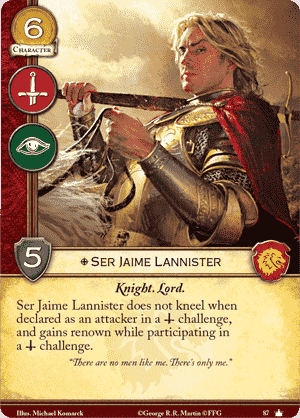 6
CHARACTER
5
SER JAIME LANNISTER
Knight. Lord.
Ser Jaime Lannister does not kneel when
declared as an attacker in a challenge,
and gains renown while participating in
a challenge.
"There are no men like me. There's only me."
Illus. Michael Komarck
©George R.R. Martin ©FFG
87